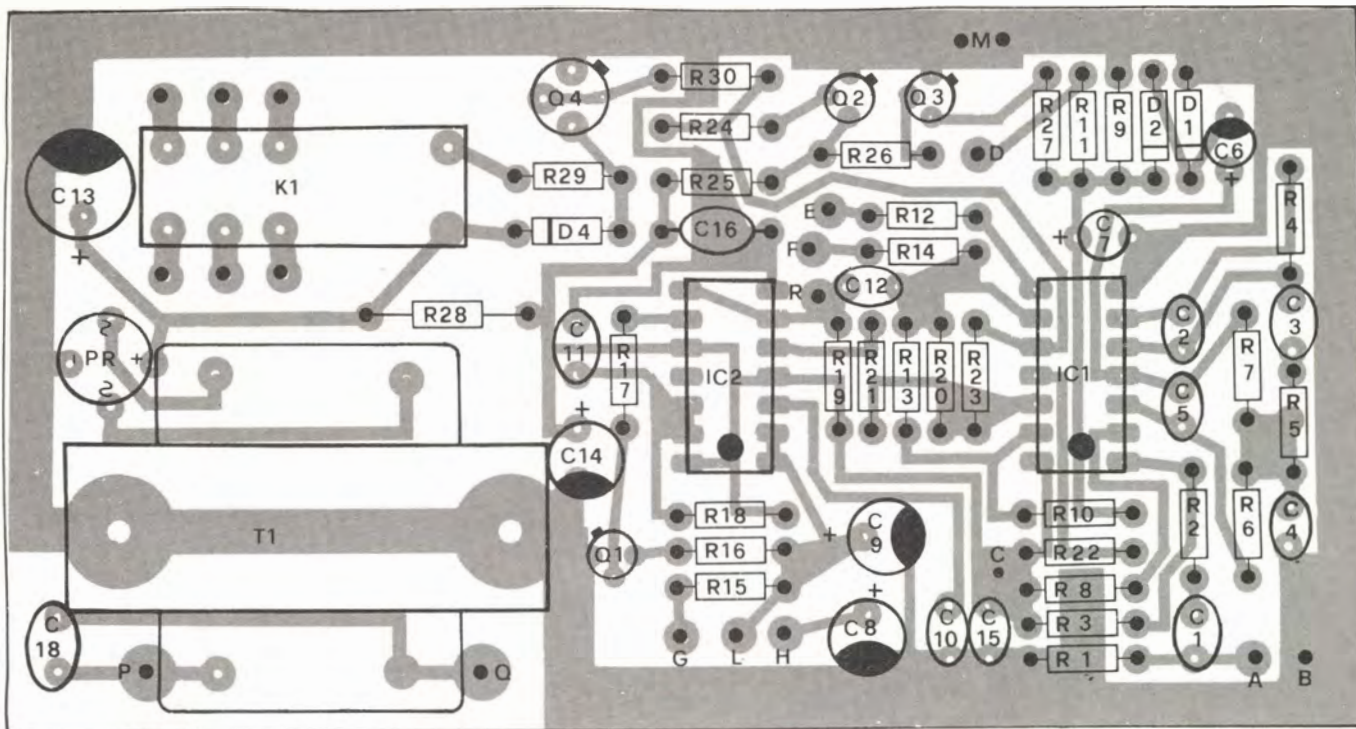 M
R30
Q4
Q2
Q3
R24
R27
R11
R9
D2
D1
C6
+
R26
D
K1
R29
R25
C13
+
E
R12
R4
D4
C16
F
R14
+
C7
R
C12
R28
C11
R17
C2
C3
- PR +
~
~
IC2
R19
R21
R13
R20
R23
IC1
R7
C5
R5
+
C14
T1
R18
R10
R2
R6
C4
Q1
R16
+
C9
C
R22
R15
R8
+
C18
C8
C10
C15
R3
C1
P
Q
G
L
H
R1
A
B